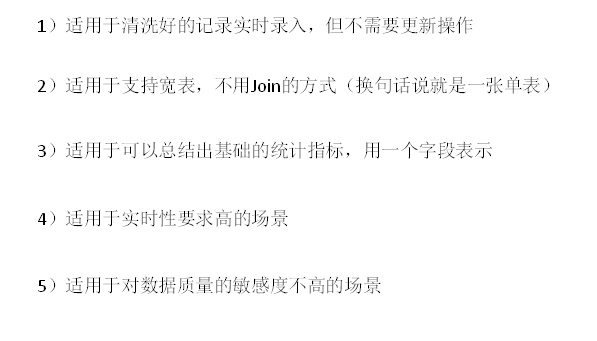 1）适用于清洗好的记录实时录入，但不需要更新操作
2）适用于支持宽表，不用Join的方式（换句话说就是一张单表）
3）适用于可以总结出基础的统计指标，用一个字段表示
4）适用于实时性要求高的场景
5）适用于对数据质量的敏感度不高的场景